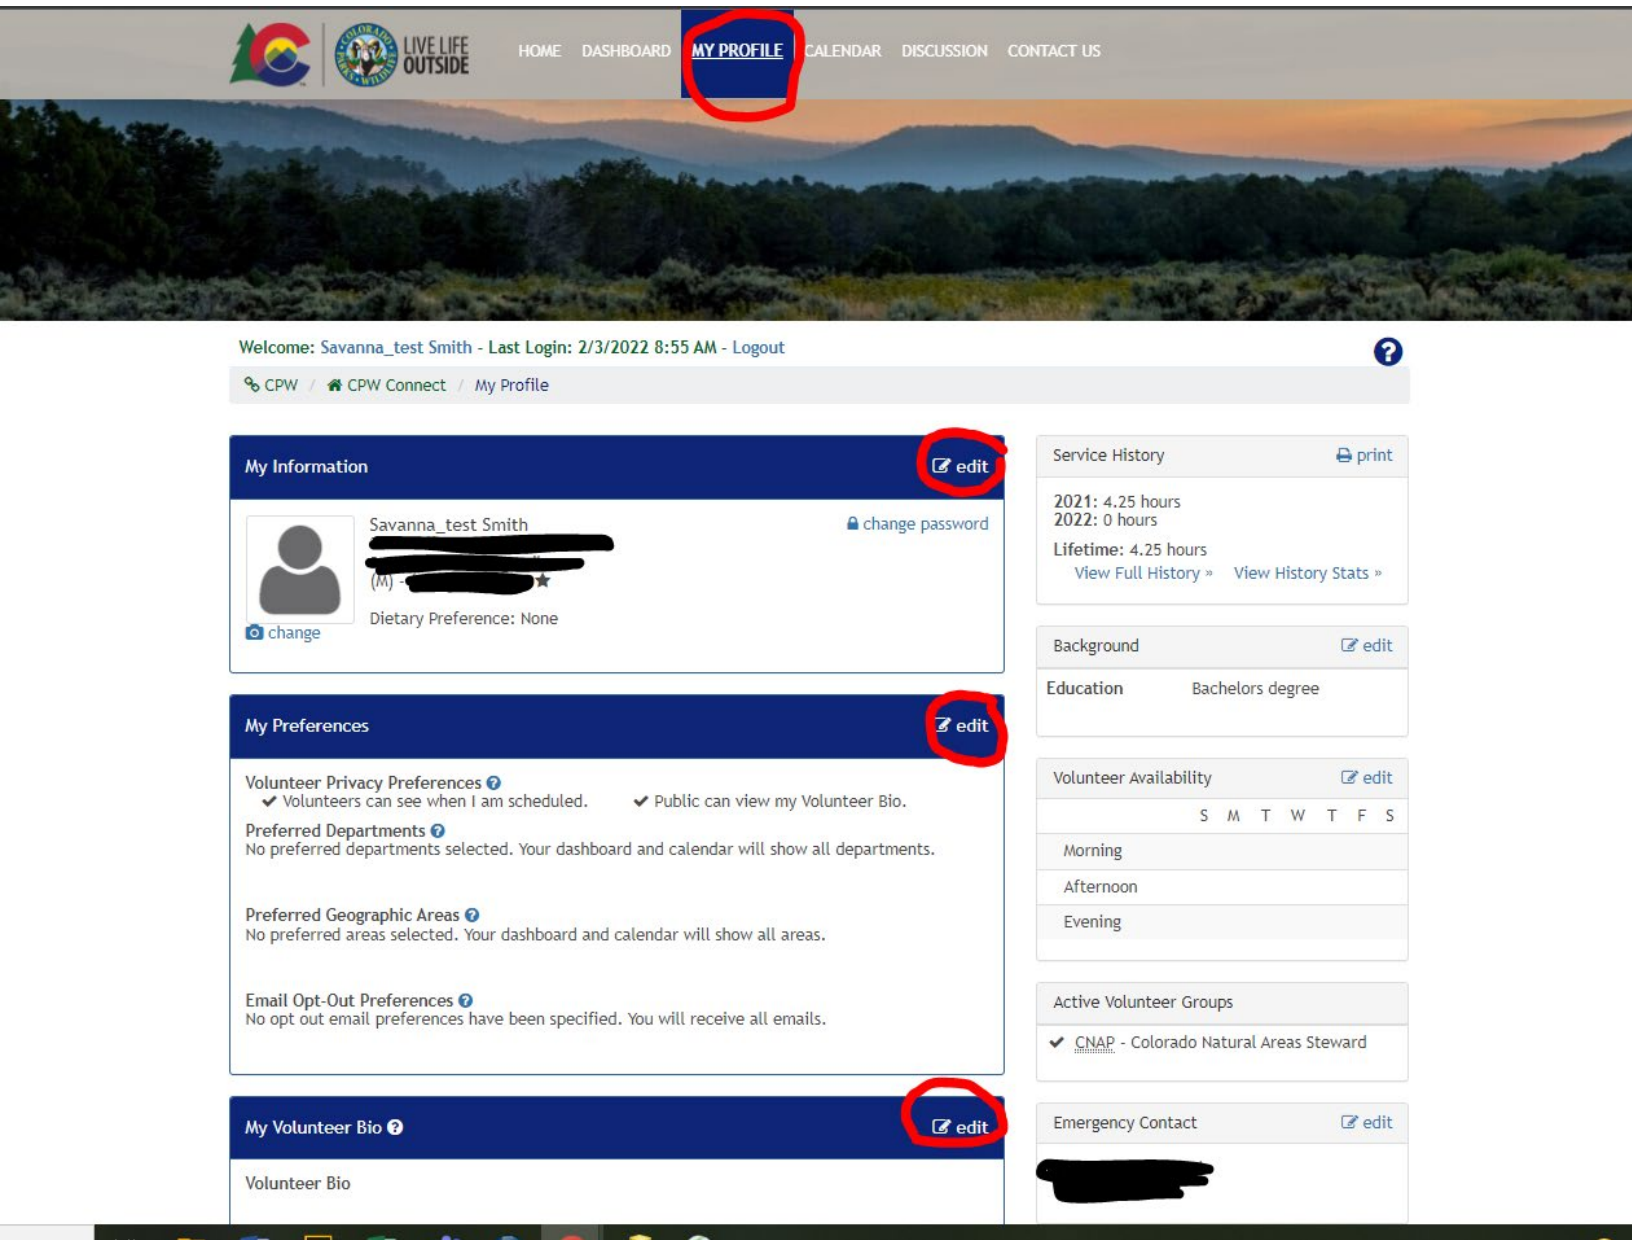 LIVE LIFE
OUTSIDE
COLORADO
PARKS & WILDLIFE
HOME DASHBOARD MY PROFILE CALENDAR DISCUSSION CONTACT US
Welcome: Savanna_test Smith - Last Login: 2/3/2022 8:55 AM - Logout
CPW / CPW Connect / My Profile
My Information edit
Savanna_test Smith
change password
(M) -
Dietary Preference: None
change
My Preferences edit
Volunteer Privacy Preferences
Volunteers can see when I am scheduled. Public can view my Volunteer Bio.
Preferred Departments
No preferred departments selected. Your dashboard and calendar will show all departments.
Preferred Geographic Areas
No preferred areas selected. Your dashboard and calendar will show all areas.
Email Opt-Out Preferences
No opt out email preferences have been specified. You will receive all emails.
My Volunteer Bio edit
Volunteer Bio
Service History print
2021: 4.25 hours
2022: 0 hours
Lifetime: 4.25 hours
View Full History » View History Stats »
Background edit
Education Bachelors degree
Volunteer Availability edit
S M T W T F S
Morning
Afternoon
Evening
Active Volunteer Groups
CNAP - Colorado Natural Areas Steward
Emergency Contact edit